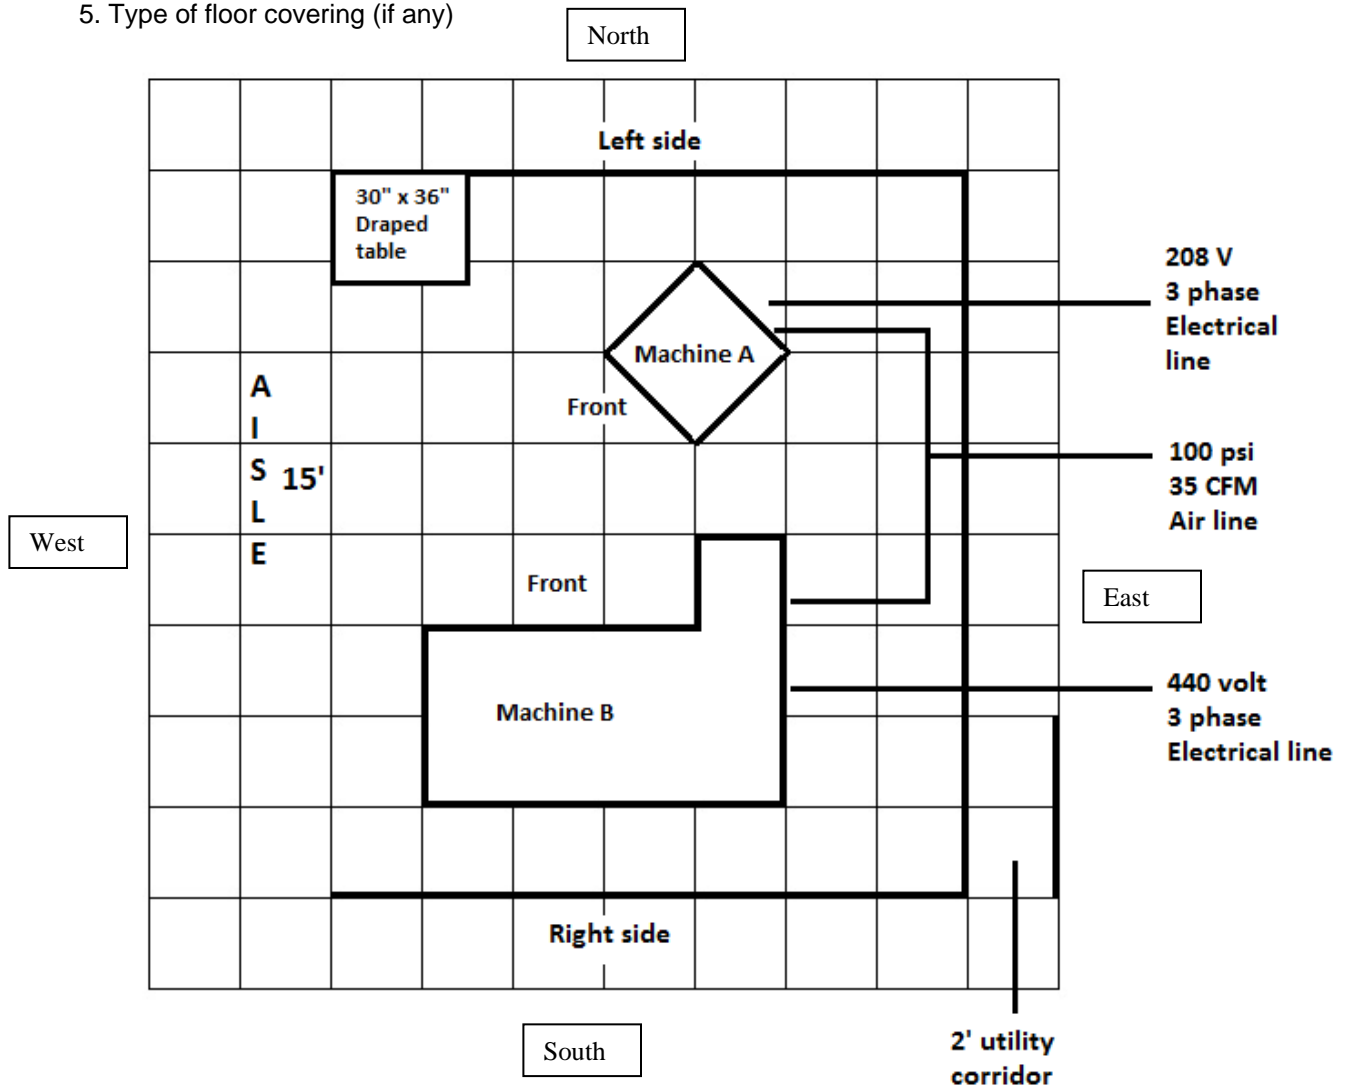 5. Type of floor covering (if any)
North
Left side
30" x 36"
Draped
table
208 V
3 phase
Electrical
line
Machine A
Front
A
I
S
L
E
15'
100 psi
35 CFM
Air line
West
Front
East
Machine B
440 volt
3 phase
Electrical line
Right side
South
2' utility
corridor